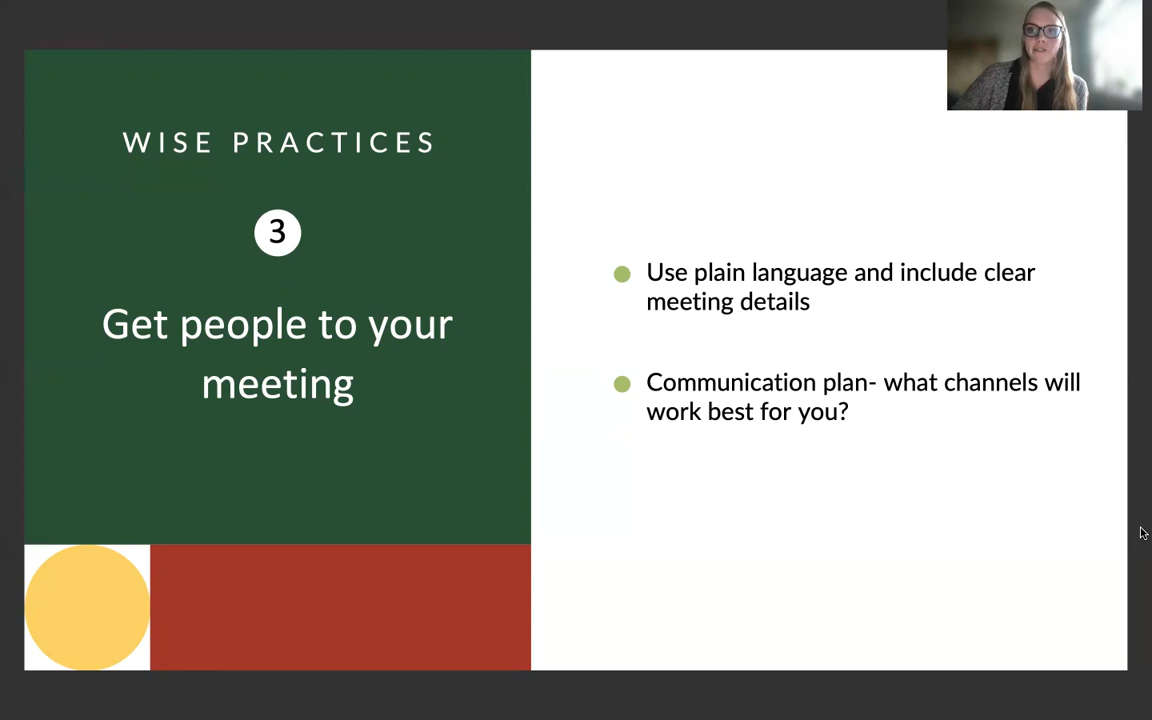 WISE PRACTICES
3
Get people to your
meeting
Use plain language and include clear
meeting details
Communication plan- what channels will
work best for you?